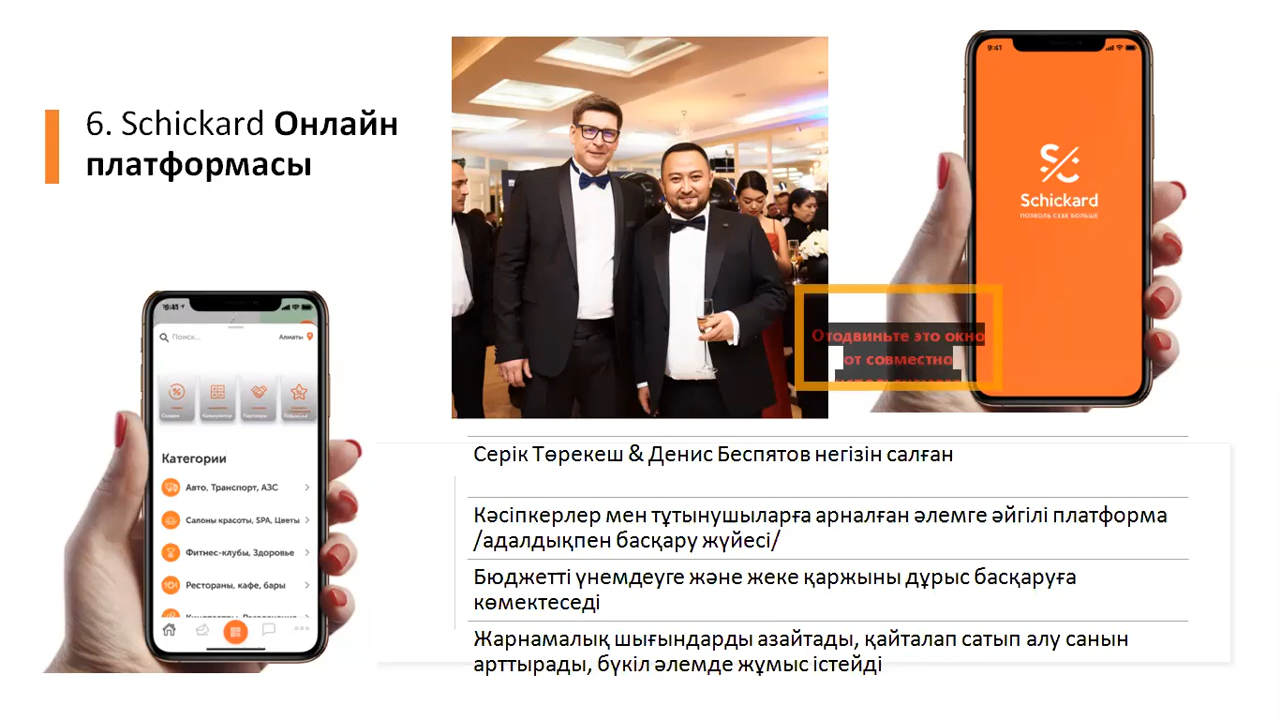 6. Schickard Онлайн
платформасы
9:41
Schickard
ПОЗВОЛЬ СЕБЕ БОЛЬШЕ
Отодвиньте это окно
от совместно
Поиск...
Алматы
Категории
Авто, Транспорт, АЗС
Салоны красоты, SPA, Цветы
Фитнес-клубы, Здоровье
Рестораны, кафе, бары
Серік Төрекеш & Денис Беспятов негізін салған
Кәсіпкерлер мен тұтынушыларға арналған әлемге әйгілі платформа
/адалдықпен басқару жүйесі/
Бюджетті үнемдеуге және жеке қаржыны дұрыс басқаруға
көмектеседі
Жарнамалық шығындарды азайтады, қайталап сатып алу санын
арттырады, бүкіл әлемде жұмыс істейді